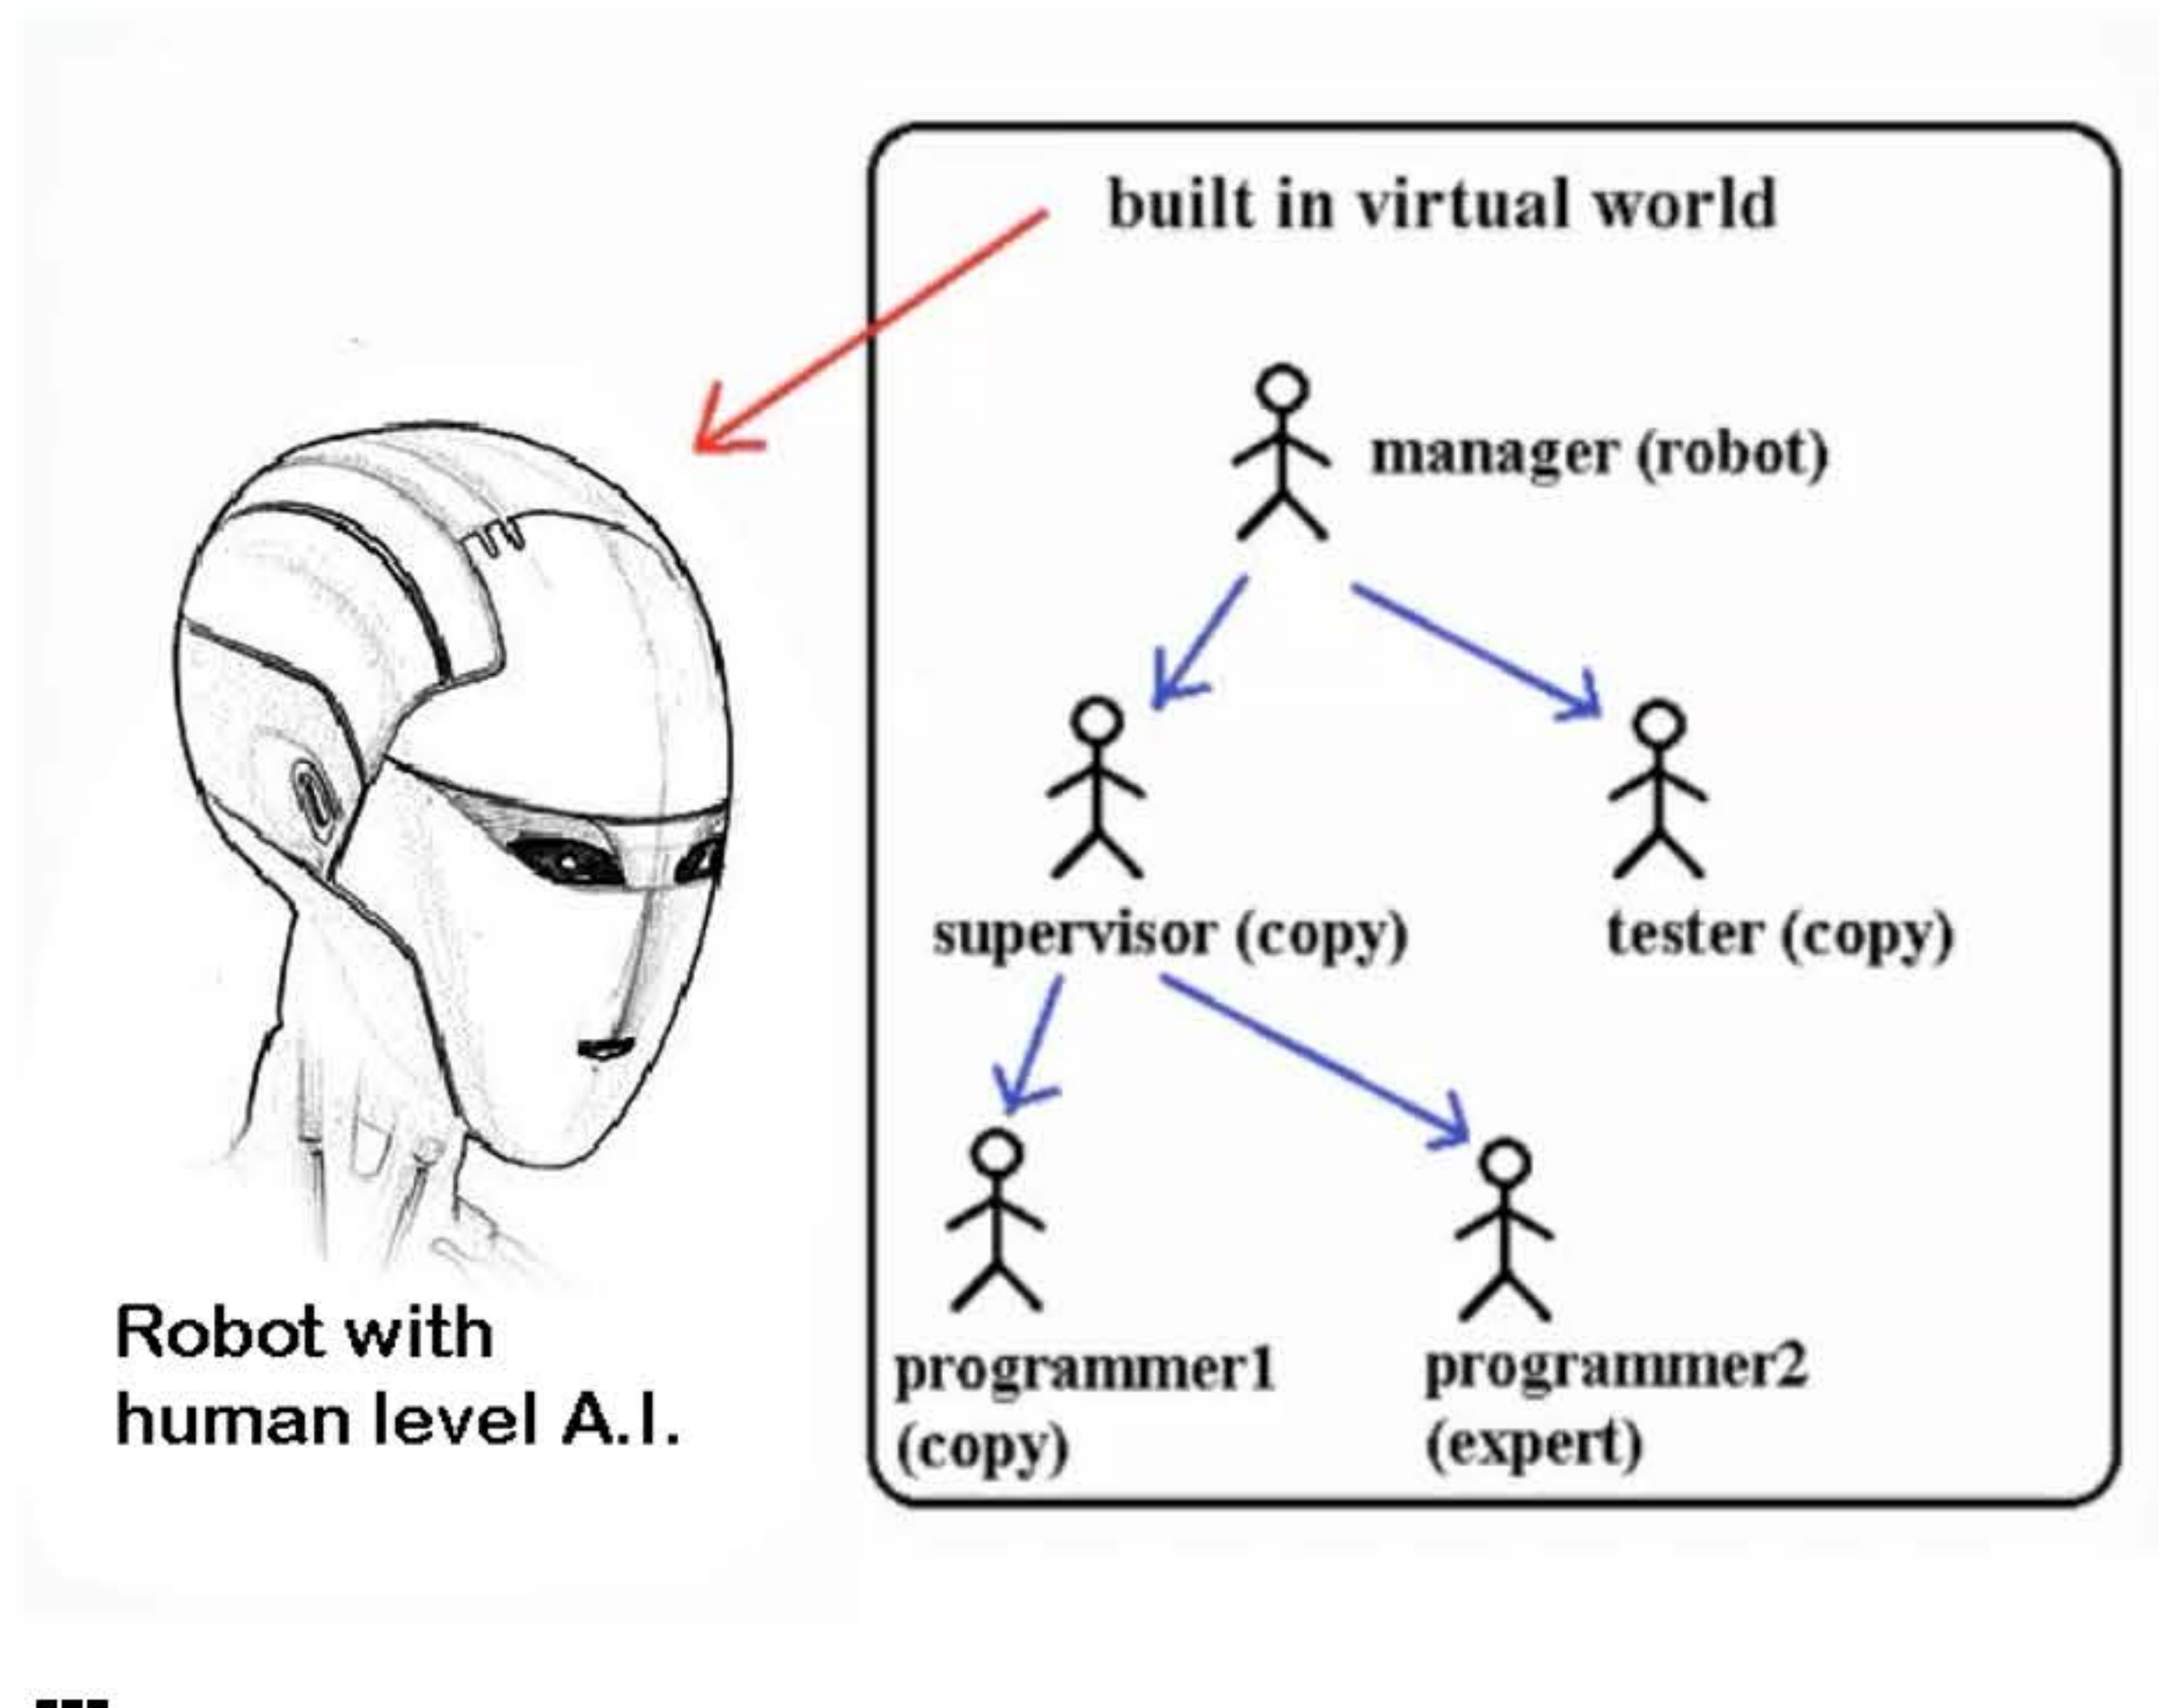 built in virtual world
manager (robot)
supervisor (copy)
tester (copy)
programmer1
(copy)
programmer2
(expert)
Robot with
human level A.I.